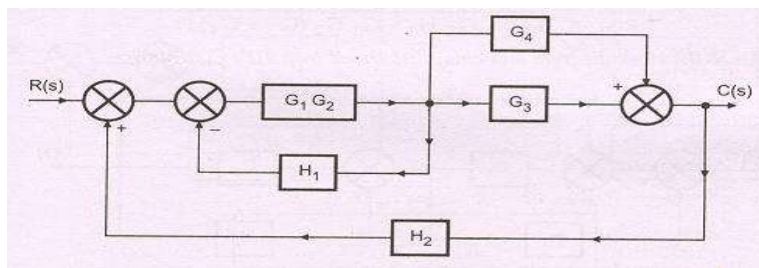 G₄
R(s)
+
C(s)
G₁ G₂
G₃
+
−
H₁
H₂